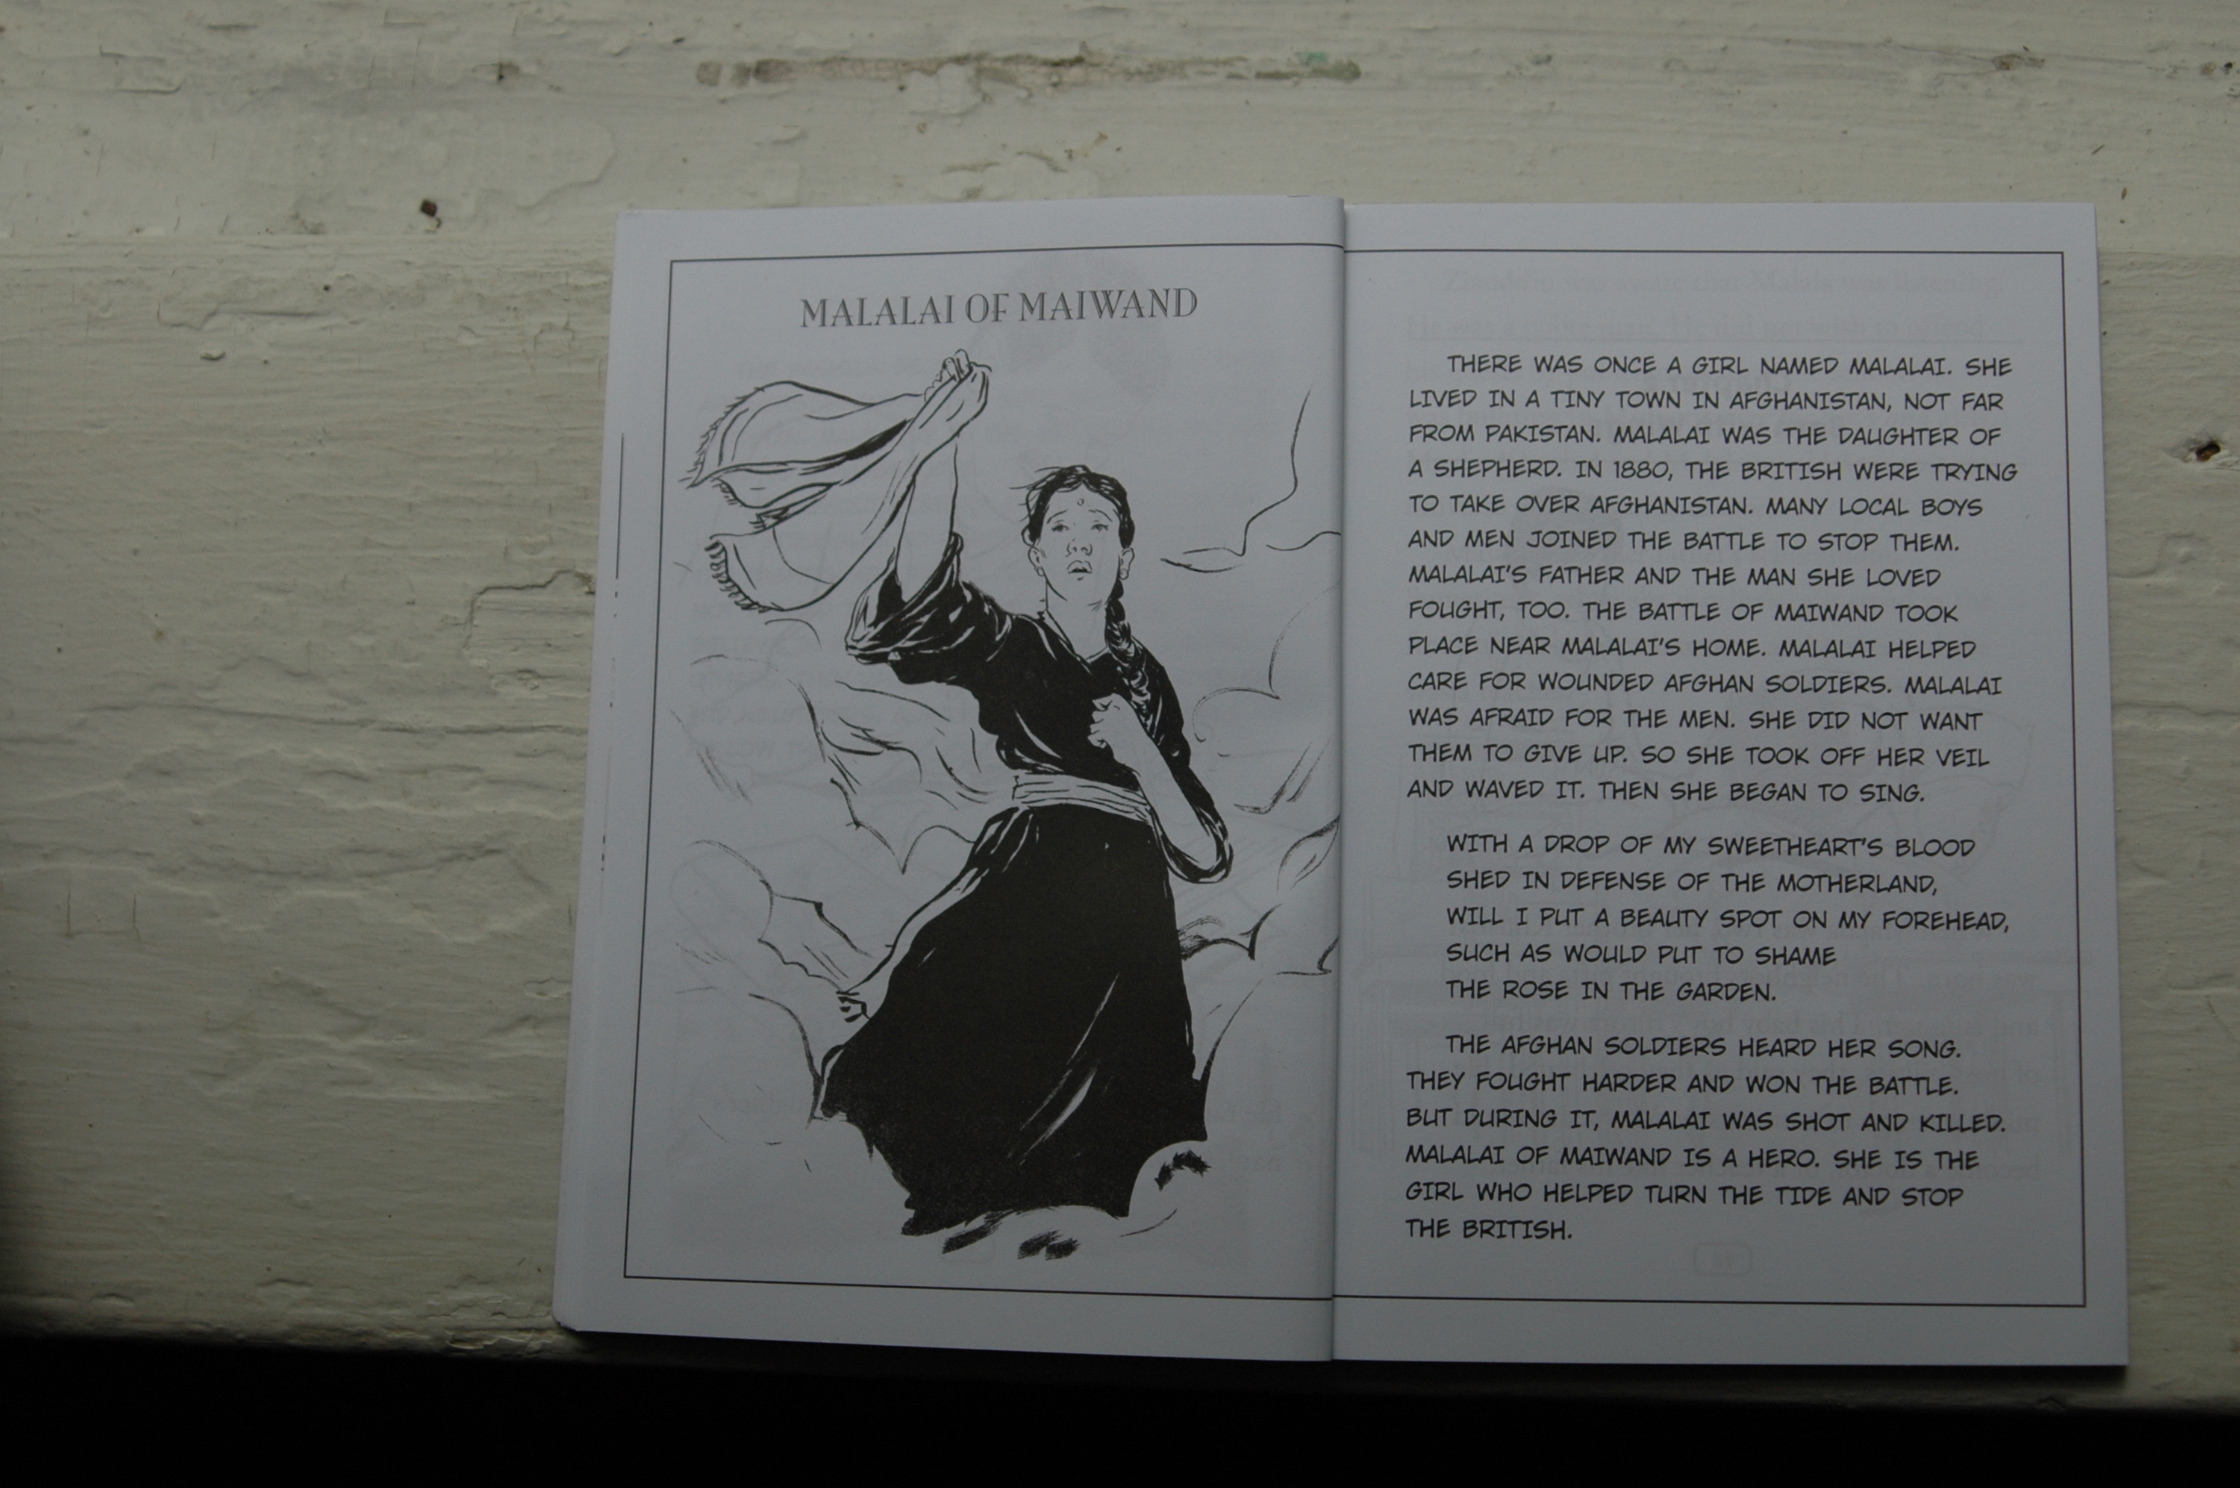 MALALAI OF MAIWAND
THERE WAS ONCE A GIRL NAMED MALALAI. SHE
LIVED IN A TINY TOWN IN AFGHANISTAN, NOT FAR
FROM PAKISTAN. MALALAI WAS THE DAUGHTER OF
A SHEPHERD. IN 1880, THE BRITISH WERE TRYING
TO TAKE OVER AFGHANISTAN. MANY LOCAL BOYS
AND MEN JOINED THE BATTLE TO STOP THEM.
MALALAI'S FATHER AND THE MAN SHE LOVED
FOUGHT, TOO. THE BATTLE OF MAIWAND TOOK
PLACE NEAR MALALAI'S HOME. MALALAI HELPED
CARE FOR WOUNDED AFGHAN SOLDIERS. MALALAI
WAS AFRAID FOR THE MEN. SHE DID NOT WANT
THEM TO GIVE UP. SO SHE TOOK OFF HER VEIL
AND WAVED IT. THEN SHE BEGAN TO SING.
WITH A DROP OF MY SWEETHEART'S BLOOD
SHED IN DEFENSE OF THE MOTHERLAND,
WILL I PUT A BEAUTY SPOT ON MY FOREHEAD,
SUCH AS WOULD PUT TO SHAME
THE ROSE IN THE GARDEN.
THE AFGHAN SOLDIERS HEARD HER SONG.
THEY FOUGHT HARDER AND WON THE BATTLE.
BUT DURING IT, MALALAI WAS SHOT AND KILLED.
MALALAI OF MAIWAND IS A HERO. SHE IS THE
GIRL WHO HELPED TURN THE TIDE AND STOP
THE BRITISH.